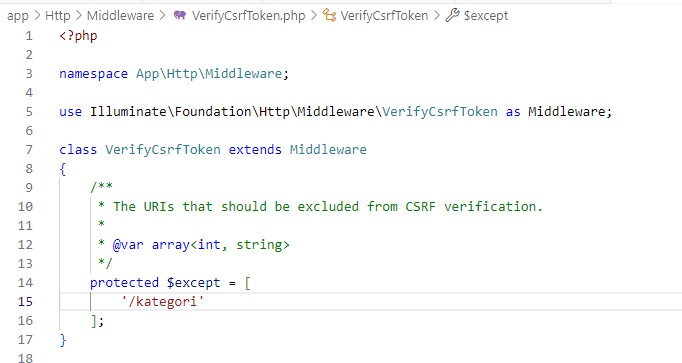 app > Http > Middleware > VerifyCsrfToken.php > VerifyCsrfToken > $except
1 <?php
2
3 namespace App\Http\Middleware;
4
5 use Illuminate\Foundation\Http\Middleware\VerifyCsrfToken as Middleware;
6
7 class VerifyCsrfToken extends Middleware
8 {
9     /**
10      * The URIs that should be excluded from CSRF verification.
11      *
12      * @var array<int, string>
13      */
14     protected $except = [
15         '/kategori'
16     ];
17 }
18